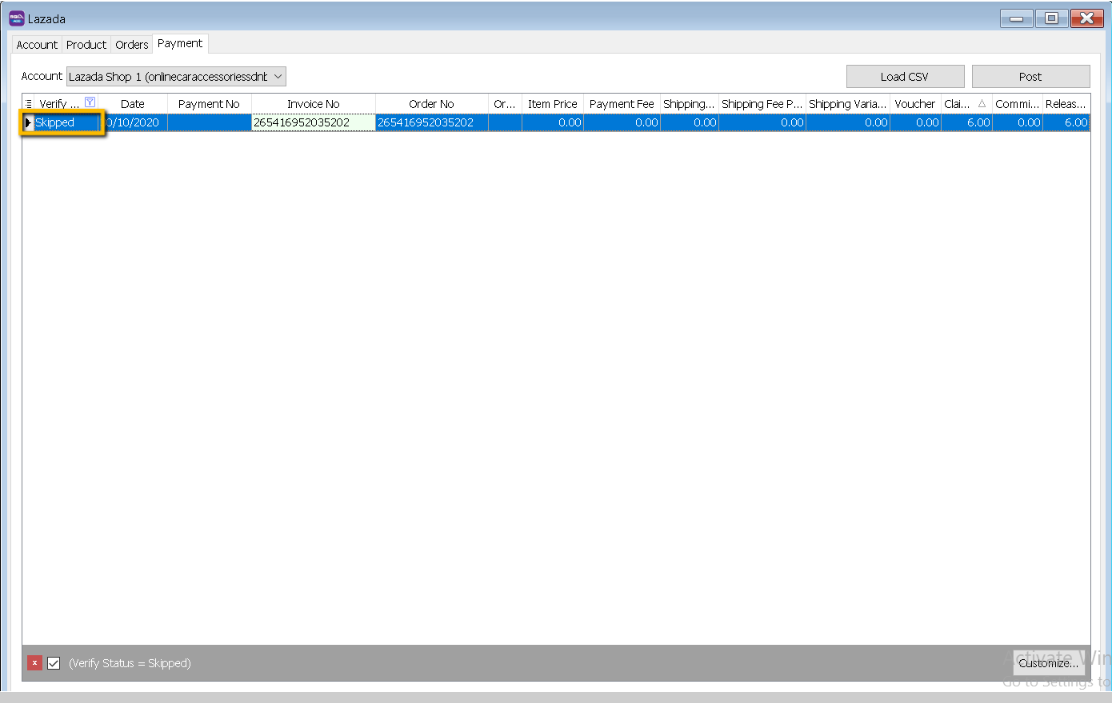 Lazada
Account Product Orders Payment
Account Lazada Shop 1 (onlinecaraccessoriessdnt Load CSV Post
Verify ... Date Payment No Invoice No Order No Or... Item Price Payment Fee Shipping... Shipping Fee P... Shipping Varia... Voucher Clai... Commi... Releas...
Skipped 0/10/2020 265416952035202 265416952035202 0.00 0.00 0.00 0.00 0.00 0.00 6.00 0.00 6.00
x (Verify Status = Skipped) Customize...
Activate Win
Go to Settings to